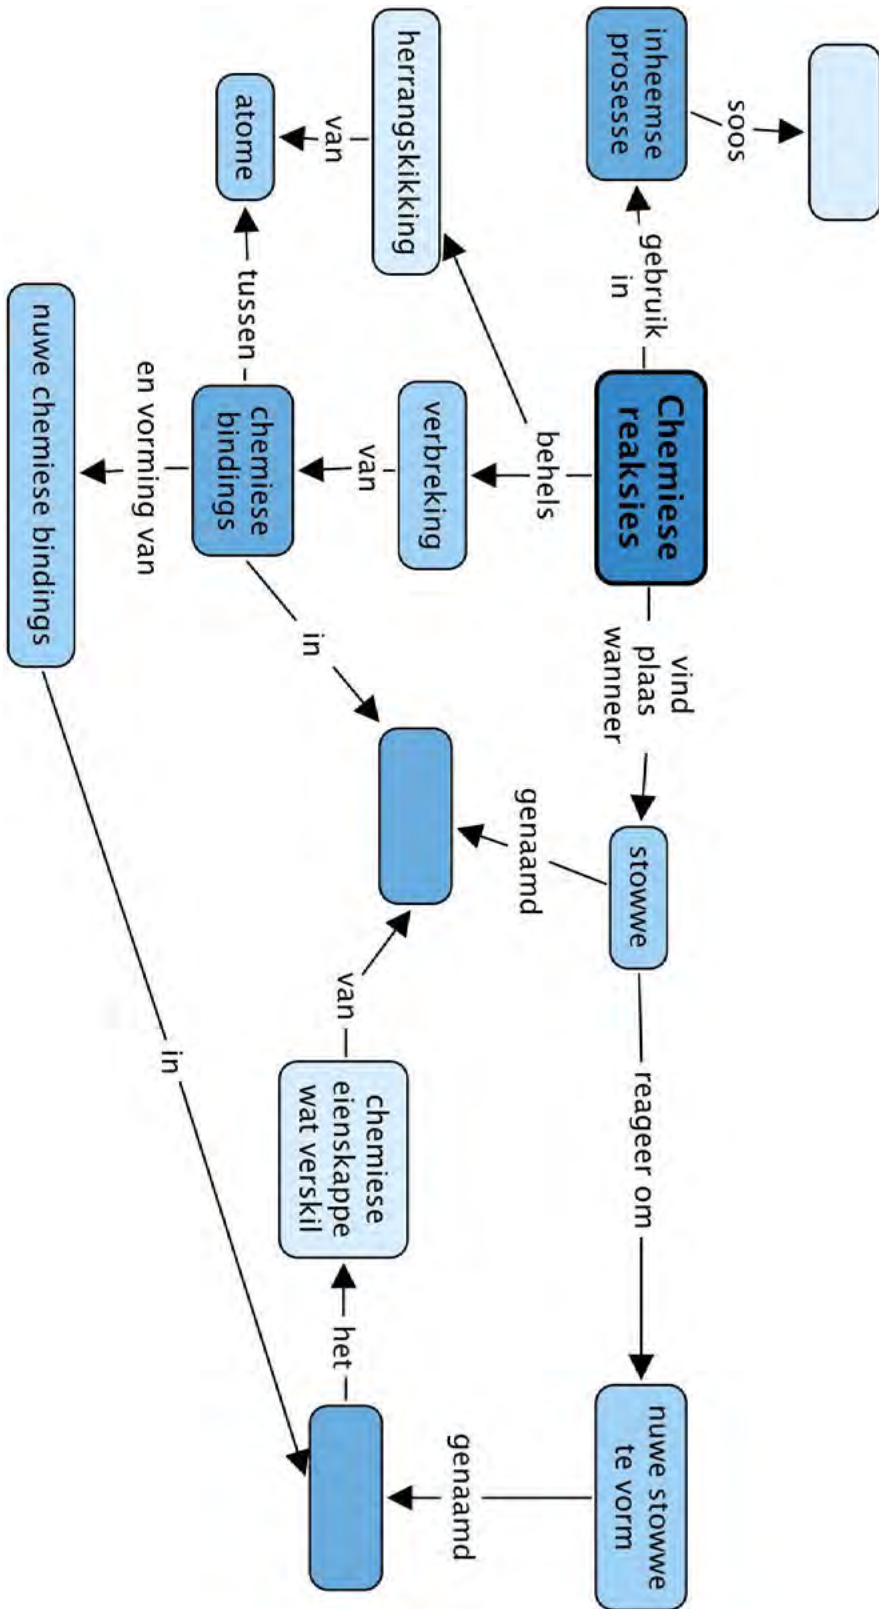 soos
inheemse
prosesse
gebruik
in
Chemiese
reaksies
vind
plaas
wanneer
stowwe
reageer om
nuwe stowwe
te vorm
genaamd
genaamd
behels
herrangskikking
van
atome
verbreking
van
chemiese
bindings
tussen
en vorming van
nuwe chemiese bindings
in
in
van
chemiese
eienskappe
wat verskil
het